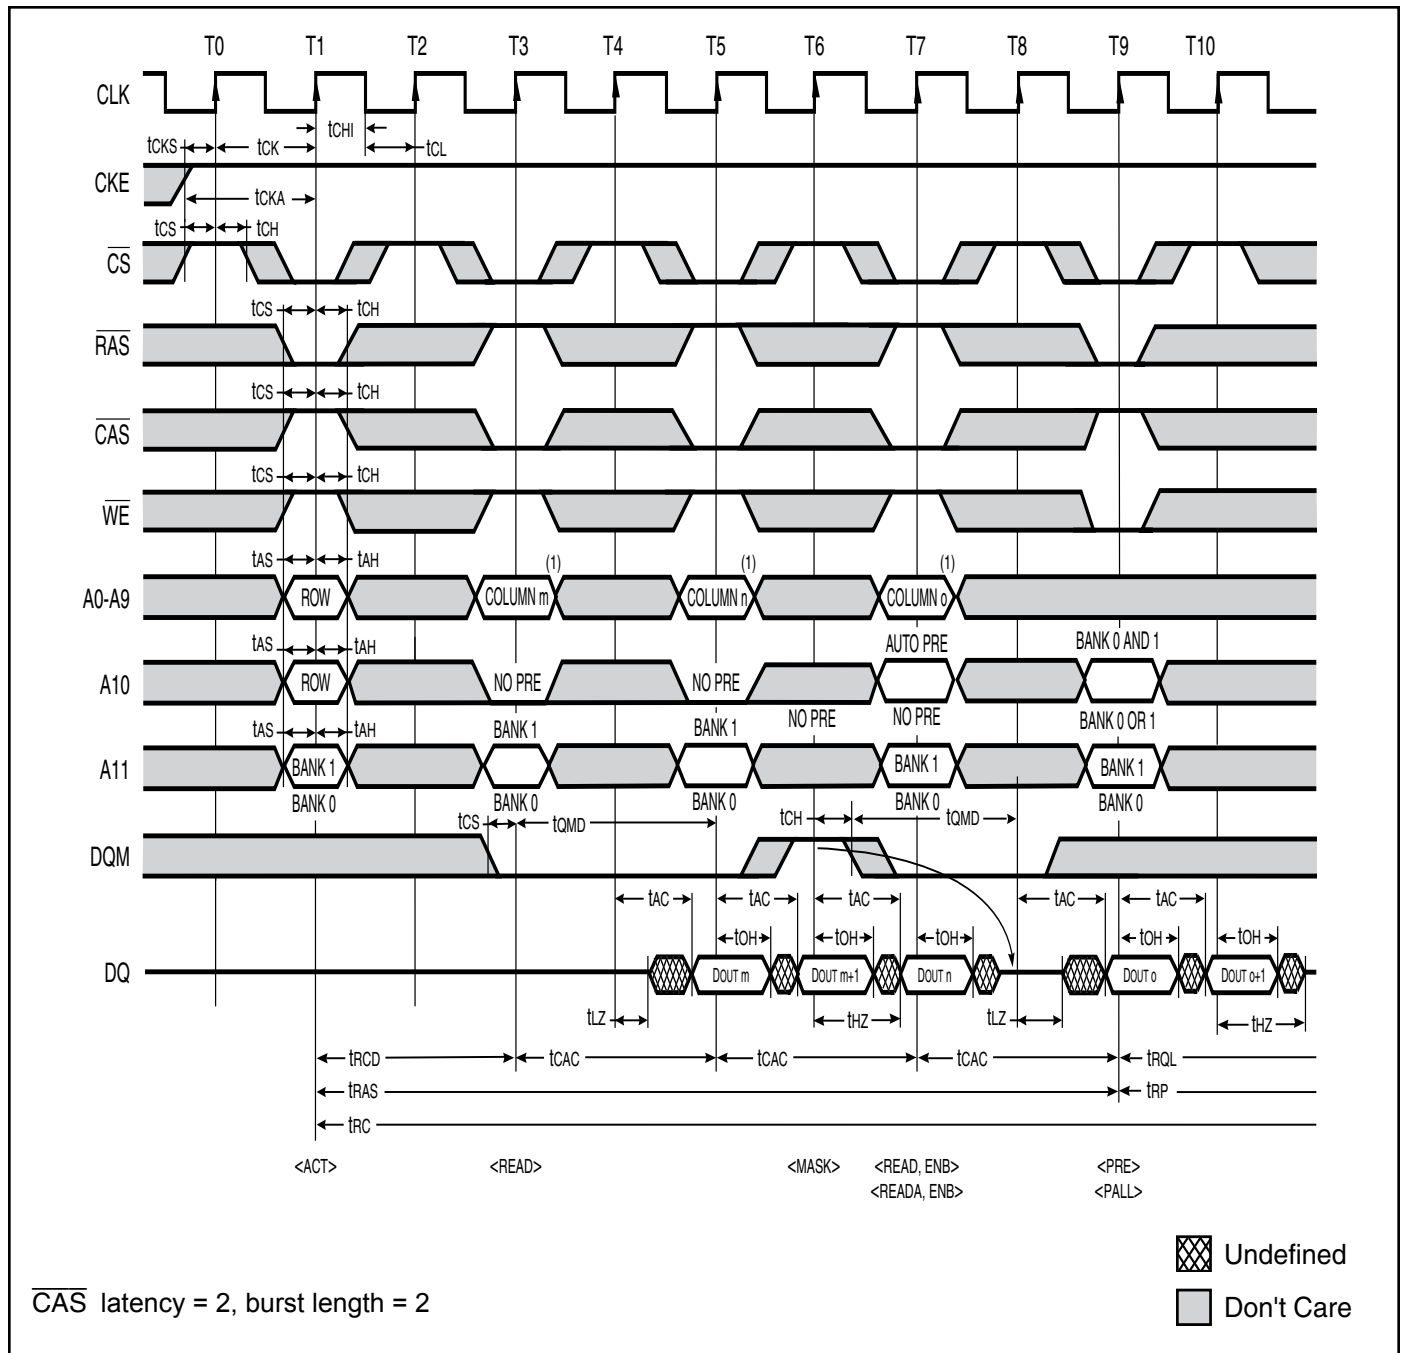 T0 T1 T2 T3 T4 T5 T6 T7 T8 T9 T10
CLK
tCHI
tCKS tCK tCL
CKE
tCKA
tCS tCH
CS
tCS tCH
RAS
tCS tCH
CAS
tCS tCH
WE
tAS tAH (1) (1) (1)
A0-A9 ROW COLUMN m COLUMN n COLUMN o
tAS tAH AUTO PRE BANK 0 AND 1
A10 ROW NO PRE NO PRE
NO PRE NO PRE BANK 0 OR 1
tAS tAH BANK 1 BANK 1
A11 BANK 1 BANK 1 BANK 1
BANK 0 BANK 0 BANK 0 BANK 0 BANK 0
tCS tQMD tCH tQMD
DQM
tAC tAC tAC tAC tAC
tOH tOH tOH tOH tOH
DQ DOUT m DOUT m+1 DOUT n DOUT o DOUT o+1
tLZ tHZ tLZ tHZ
tRCD tCAC tCAC tCAC tRQL
tRAS tRP
tRC
<ACT> <READ> <MASK> <READ, ENB> <PRE>
<READA, ENB> <PALL>
Undefined
CAS latency = 2, burst length = 2
Don't Care